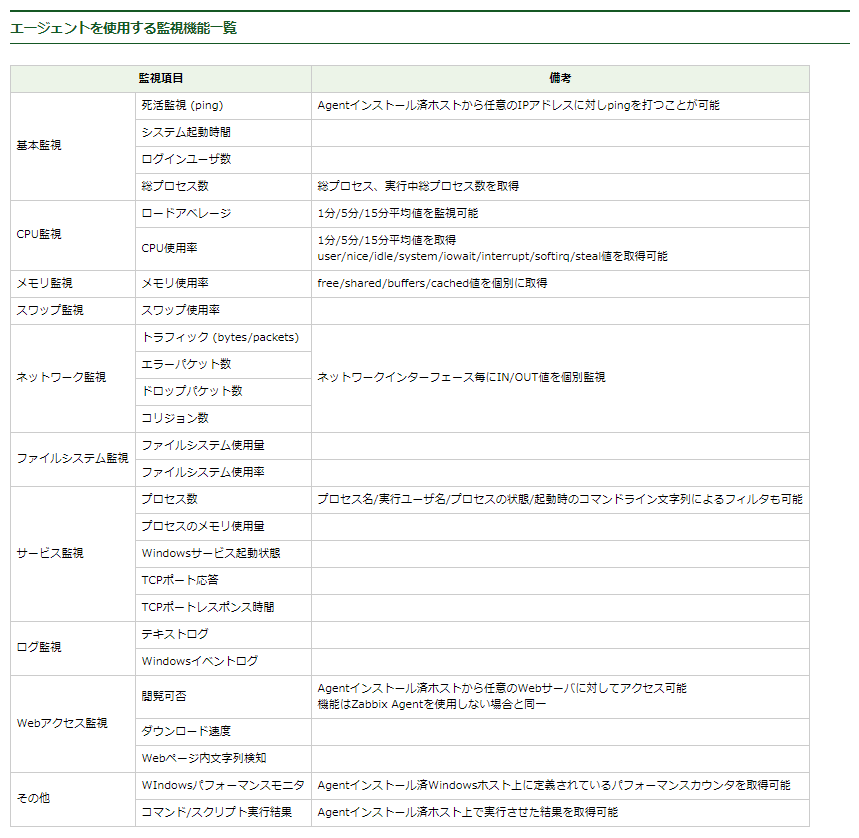 エージェントを使用する監視機能一覧
監視項目 備考
基本監視
死活監視 (ping) Agentインストール済ホストから任意のIPアドレスに対しpingを打つことが可能
システム起動時間
ログインユーザ数
総プロセス数 総プロセス、実行中総プロセス数を取得
CPU監視
ロードアベレージ 1分/5分/15分平均値を監視可能
CPU使用率 1分/5分/15分平均値を取得
user/nice/idle/system/iowait/interrupt/softirq/steal値を取得可能
メモリ監視 メモリ使用率 free/shared/buffers/cached値を個別に取得
スワップ監視 スワップ使用率
ネットワーク監視
トラフィック (bytes/packets)
エラーパケット数
ドロップパケット数
コリジョン数
ネットワークインターフェース毎にIN/OUT値を個別監視
ファイルシステム監視
ファイルシステム使用量
ファイルシステム使用率
サービス監視
プロセス数 プロセス名/実行ユーザ名/プロセスの状態/起動時のコマンドライン文字列によるフィルタも可能
プロセスのメモリ使用量
Windowsサービス起動状態
TCPポート応答
TCPポートレスポンス時間
ログ監視
テキストログ
Windowsイベントログ
Webアクセス監視
閲覧可否 Agentインストール済ホストから任意のWebサーバに対してアクセス可能
機能はZabbix Agentを使用しない場合と同一
ダウンロード速度
Webページ内文字列検知
その他
WIndowsパフォーマンスモニタ Agentインストール済Windowsホスト上に定義されているパフォーマンスカウンタを取得可能
コマンド/スクリプト実行結果 Agentインストール済ホスト上で実行させた結果を取得可能